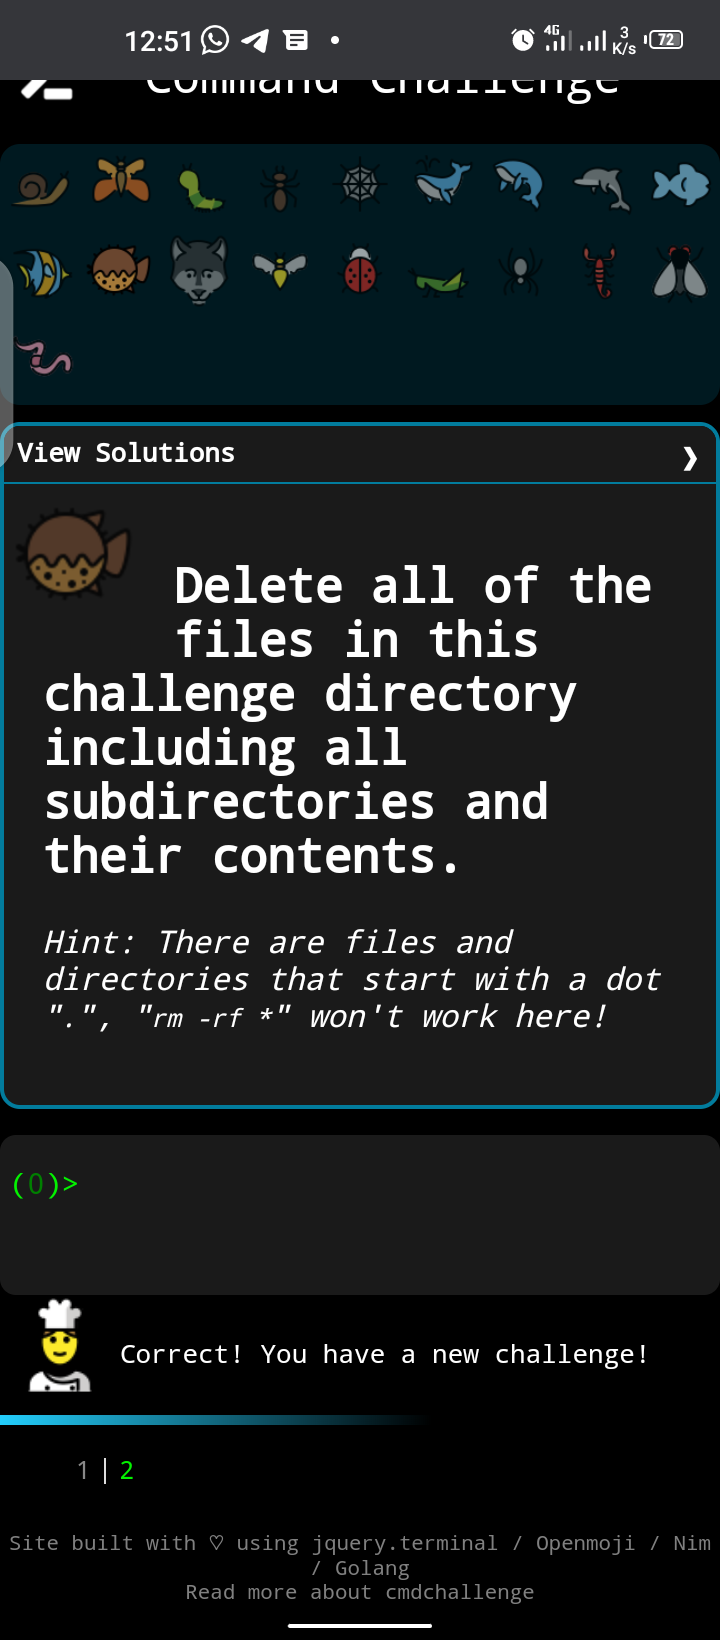 12:51
4G
3
K/s
72
Command Challenge
View Solutions
Delete all of the
files in this
challenge directory
including all
subdirectories and
their contents.
Hint: There are files and
directories that start with a dot
".", "rm -rf *" won't work here!
(0)>
Correct! You have a new challenge!
1 | 2
Site built with ♡ using jquery.terminal / Openmoji / Nim
/ Golang
Read more about cmdchallenge